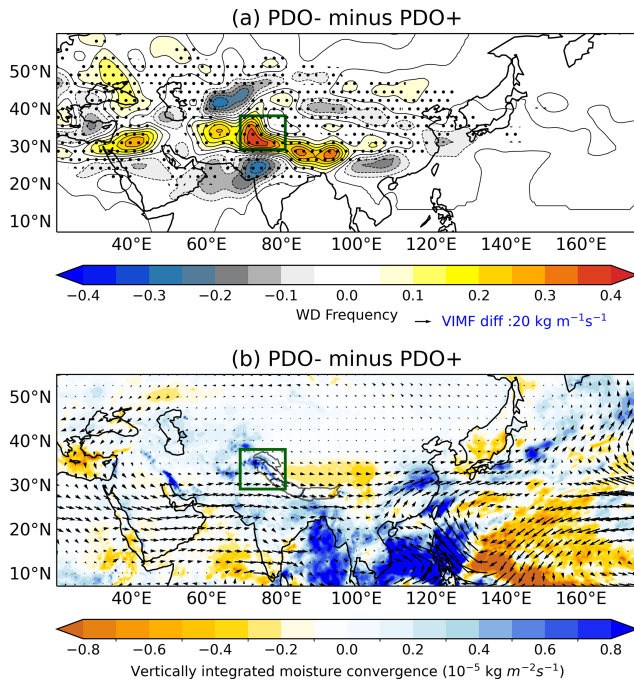 (a) PDO- minus PDO+
50°N
40°N
30°N
20°N
10°N
40°E 60°E 80°E 100°E 120°E 140°E 160°E
−0.4 −0.3 −0.2 −0.1 0.0 0.1 0.2 0.3 0.4
WD Frequency
VIMF diff :20 kg m⁻¹s⁻¹
(b) PDO- minus PDO+
50°N
40°N
30°N
20°N
10°N
40°E 60°E 80°E 100°E 120°E 140°E 160°E
−0.8 −0.6 −0.4 −0.2 0.0 0.2 0.4 0.6 0.8
Vertically integrated moisture convergence (10⁻⁵ kg m⁻²s⁻¹)